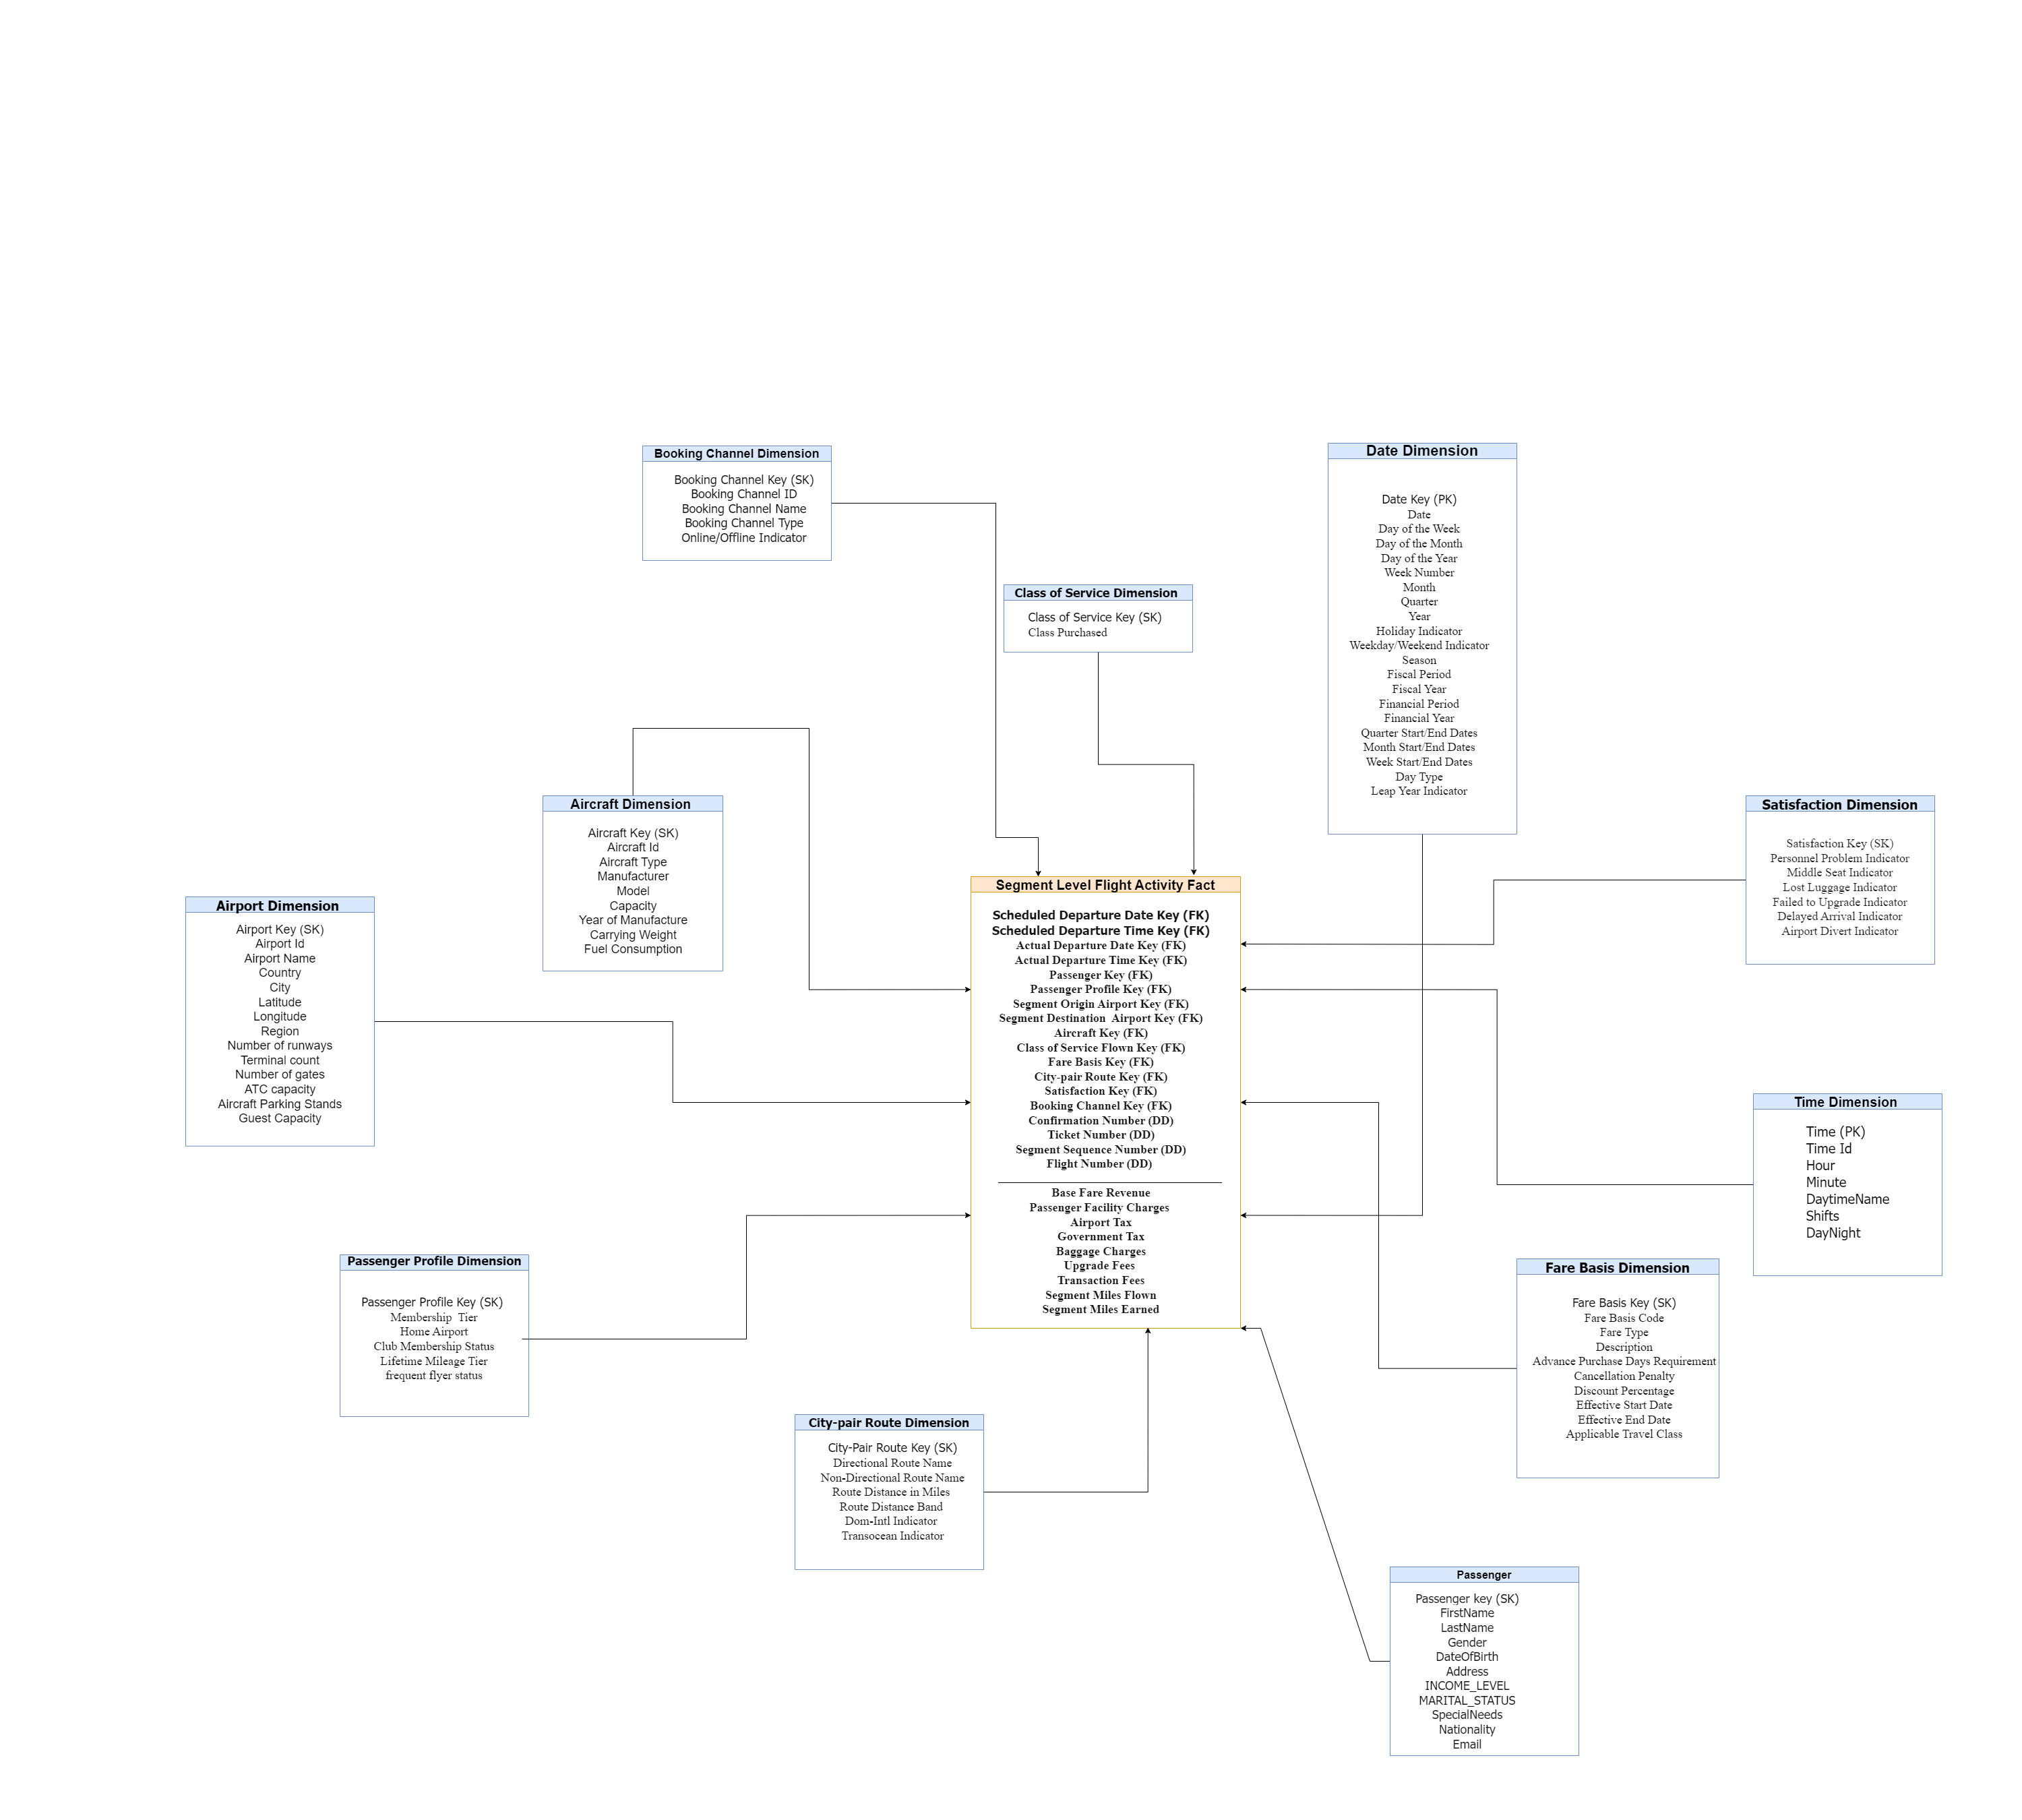 Booking Channel Dimension
Booking Channel Key (SK)
Booking Channel ID
Booking Channel Name
Booking Channel Type
Online/Offline Indicator
Class of Service Dimension
Class of Service Key (SK)
Class Purchased
Date Dimension
Date Key (PK)
Date
Day of the Week
Day of the Month
Day of the Year
Week Number
Month
Quarter
Year
Holiday Indicator
Weekday/Weekend Indicator
Season
Fiscal Period
Fiscal Year
Financial Period
Financial Year
Quarter Start/End Dates
Month Start/End Dates
Week Start/End Dates
Day Type
Leap Year Indicator
Aircraft Dimension
Aircraft Key (SK)
Aircraft Id
Aircraft Type
Manufacturer
Model
Capacity
Year of Manufacture
Carrying Weight
Fuel Consumption
Satisfaction Dimension
Satisfaction Key (SK)
Personnel Problem Indicator
Middle Seat Indicator
Lost Luggage Indicator
Failed to Upgrade Indicator
Delayed Arrival Indicator
Airport Divert Indicator
Airport Dimension
Airport Key (SK)
Airport Id
Airport Name
Country
City
Latitude
Longitude
Region
Number of runways
Terminal count
Number of gates
ATC capacity
Aircraft Parking Stands
Guest Capacity
Segment Level Flight Activity Fact
Scheduled Departure Date Key (FK)
Scheduled Departure Time Key (FK)
Actual Departure Date Key (FK)
Actual Departure Time Key (FK)
Passenger Key (FK)
Passenger Profile Key (FK)
Segment Origin Airport Key (FK)
Segment Destination  Airport Key (FK)
Aircraft Key (FK)
Class of Service Flown Key (FK)
Fare Basis Key (FK)
City-pair Route Key (FK)
Satisfaction Key (FK)
Booking Channel Key (FK)
Confirmation Number (DD)
Ticket Number (DD)
Segment Sequence Number (DD)
Flight Number (DD)
Base Fare Revenue
Passenger Facility Charges
Airport Tax
Government Tax
Baggage Charges
Upgrade Fees
Transaction Fees
Segment Miles Flown
Segment Miles Earned
Time Dimension
Time (PK)
Time Id
Hour
Minute
DaytimeName
Shifts
DayNight
Passenger Profile Dimension
Passenger Profile Key (SK)
Membership  Tier
Home Airport
Club Membership Status
Lifetime Mileage Tier
frequent flyer status
Fare Basis Dimension
Fare Basis Key (SK)
Fare Basis Code
Fare Type
Description
Advance Purchase Days Requirement
Cancellation Penalty
Discount Percentage
Effective Start Date
Effective End Date
Applicable Travel Class
City-pair Route Dimension
City-Pair Route Key (SK)
Directional Route Name
Non-Directional Route Name
Route Distance in Miles
Route Distance Band
Dom-Intl Indicator
Transocean Indicator
Passenger
Passenger key (SK)
FirstName
LastName
Gender
DateOfBirth
Address
INCOME_LEVEL
MARITAL_STATUS
SpecialNeeds
Nationality
Email